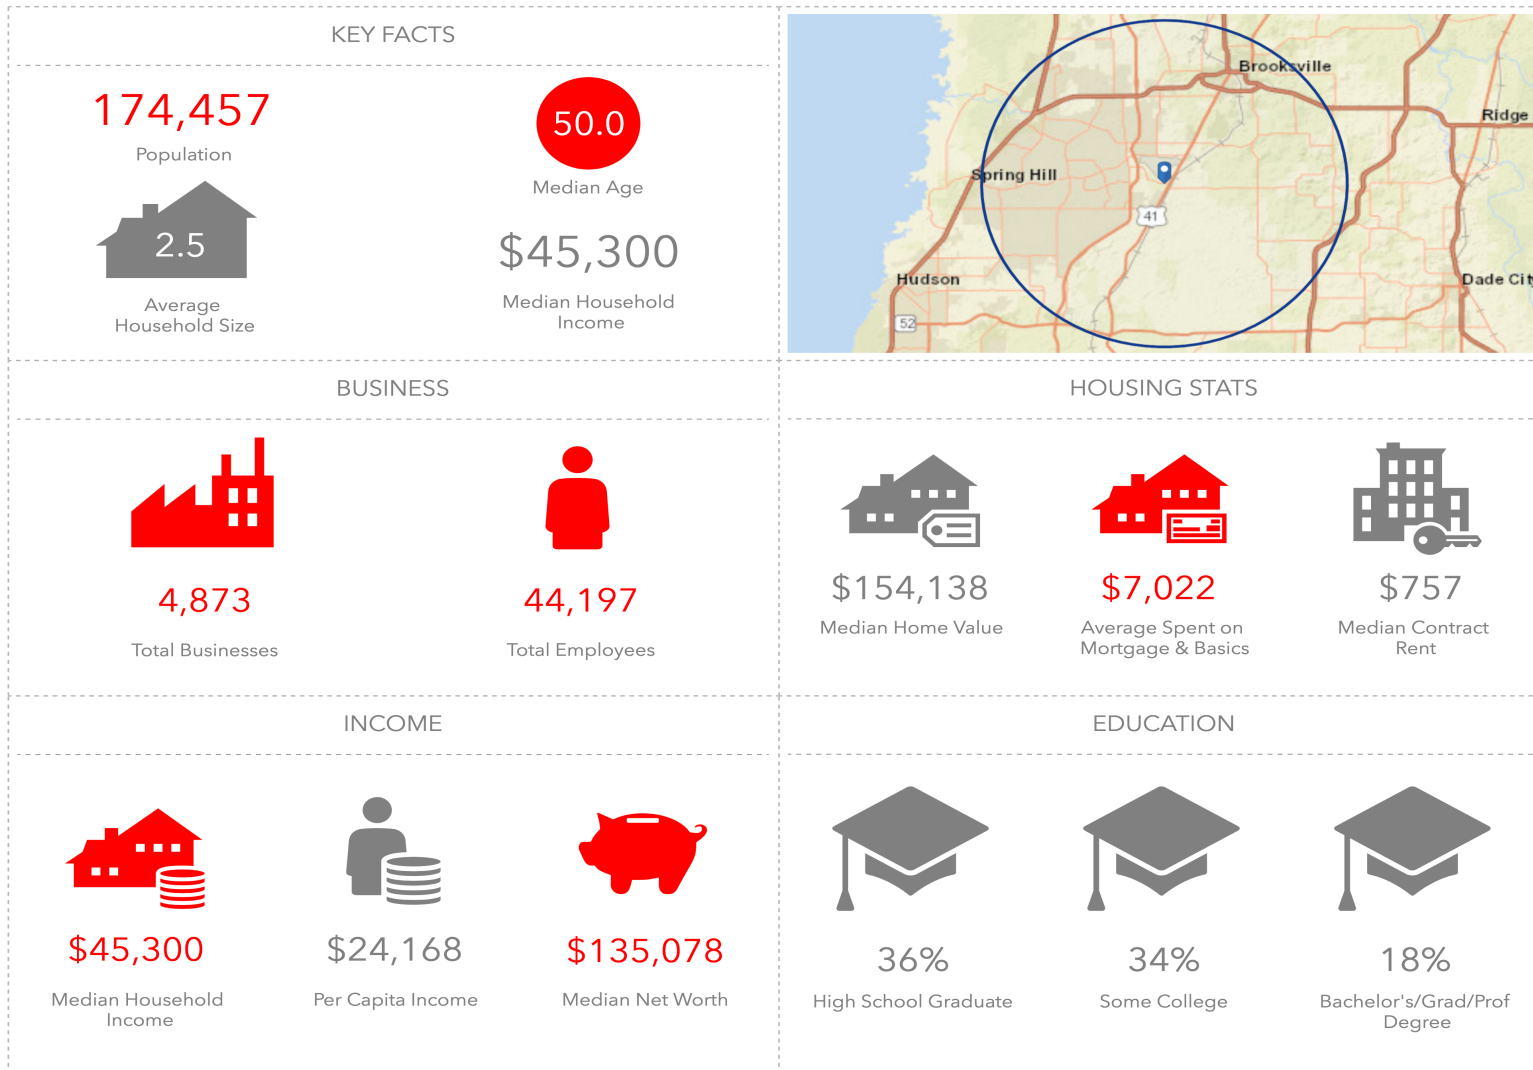 KEY FACTS
174,457
Population
50.0
Median Age
2.5
Average
Household Size
$45,300
Median Household
Income
Brooksville
Ridge
Spring Hill
41
Hudson
Dade City
52
BUSINESS
4,873
Total Businesses
44,197
Total Employees
HOUSING STATS
$154,138
Median Home Value
$7,022
Average Spent on
Mortgage & Basics
$757
Median Contract
Rent
INCOME
$45,300
Median Household
Income
$24,168
Per Capita Income
$135,078
Median Net Worth
EDUCATION
36%
High School Graduate
34%
Some College
18%
Bachelor's/Grad/Prof
Degree